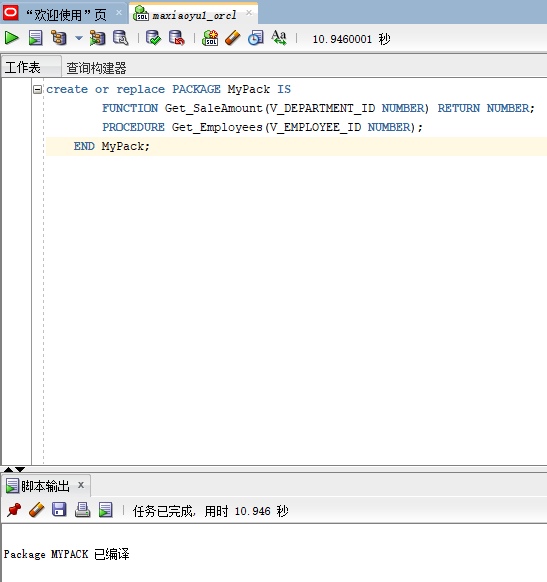 “欢迎使用”页
maxiaoyu1_orcl
10.9460001 秒
工作表
查询构建器
create or replace PACKAGE MyPack IS
FUNCTION Get_SaleAmount(V_DEPARTMENT_ID NUMBER) RETURN NUMBER;
PROCEDURE Get_Employees(V_EMPLOYEE_ID NUMBER);
END MyPack;
脚本输出 x
任务已完成, 用时 10.946 秒
Package MYPACK 已编译